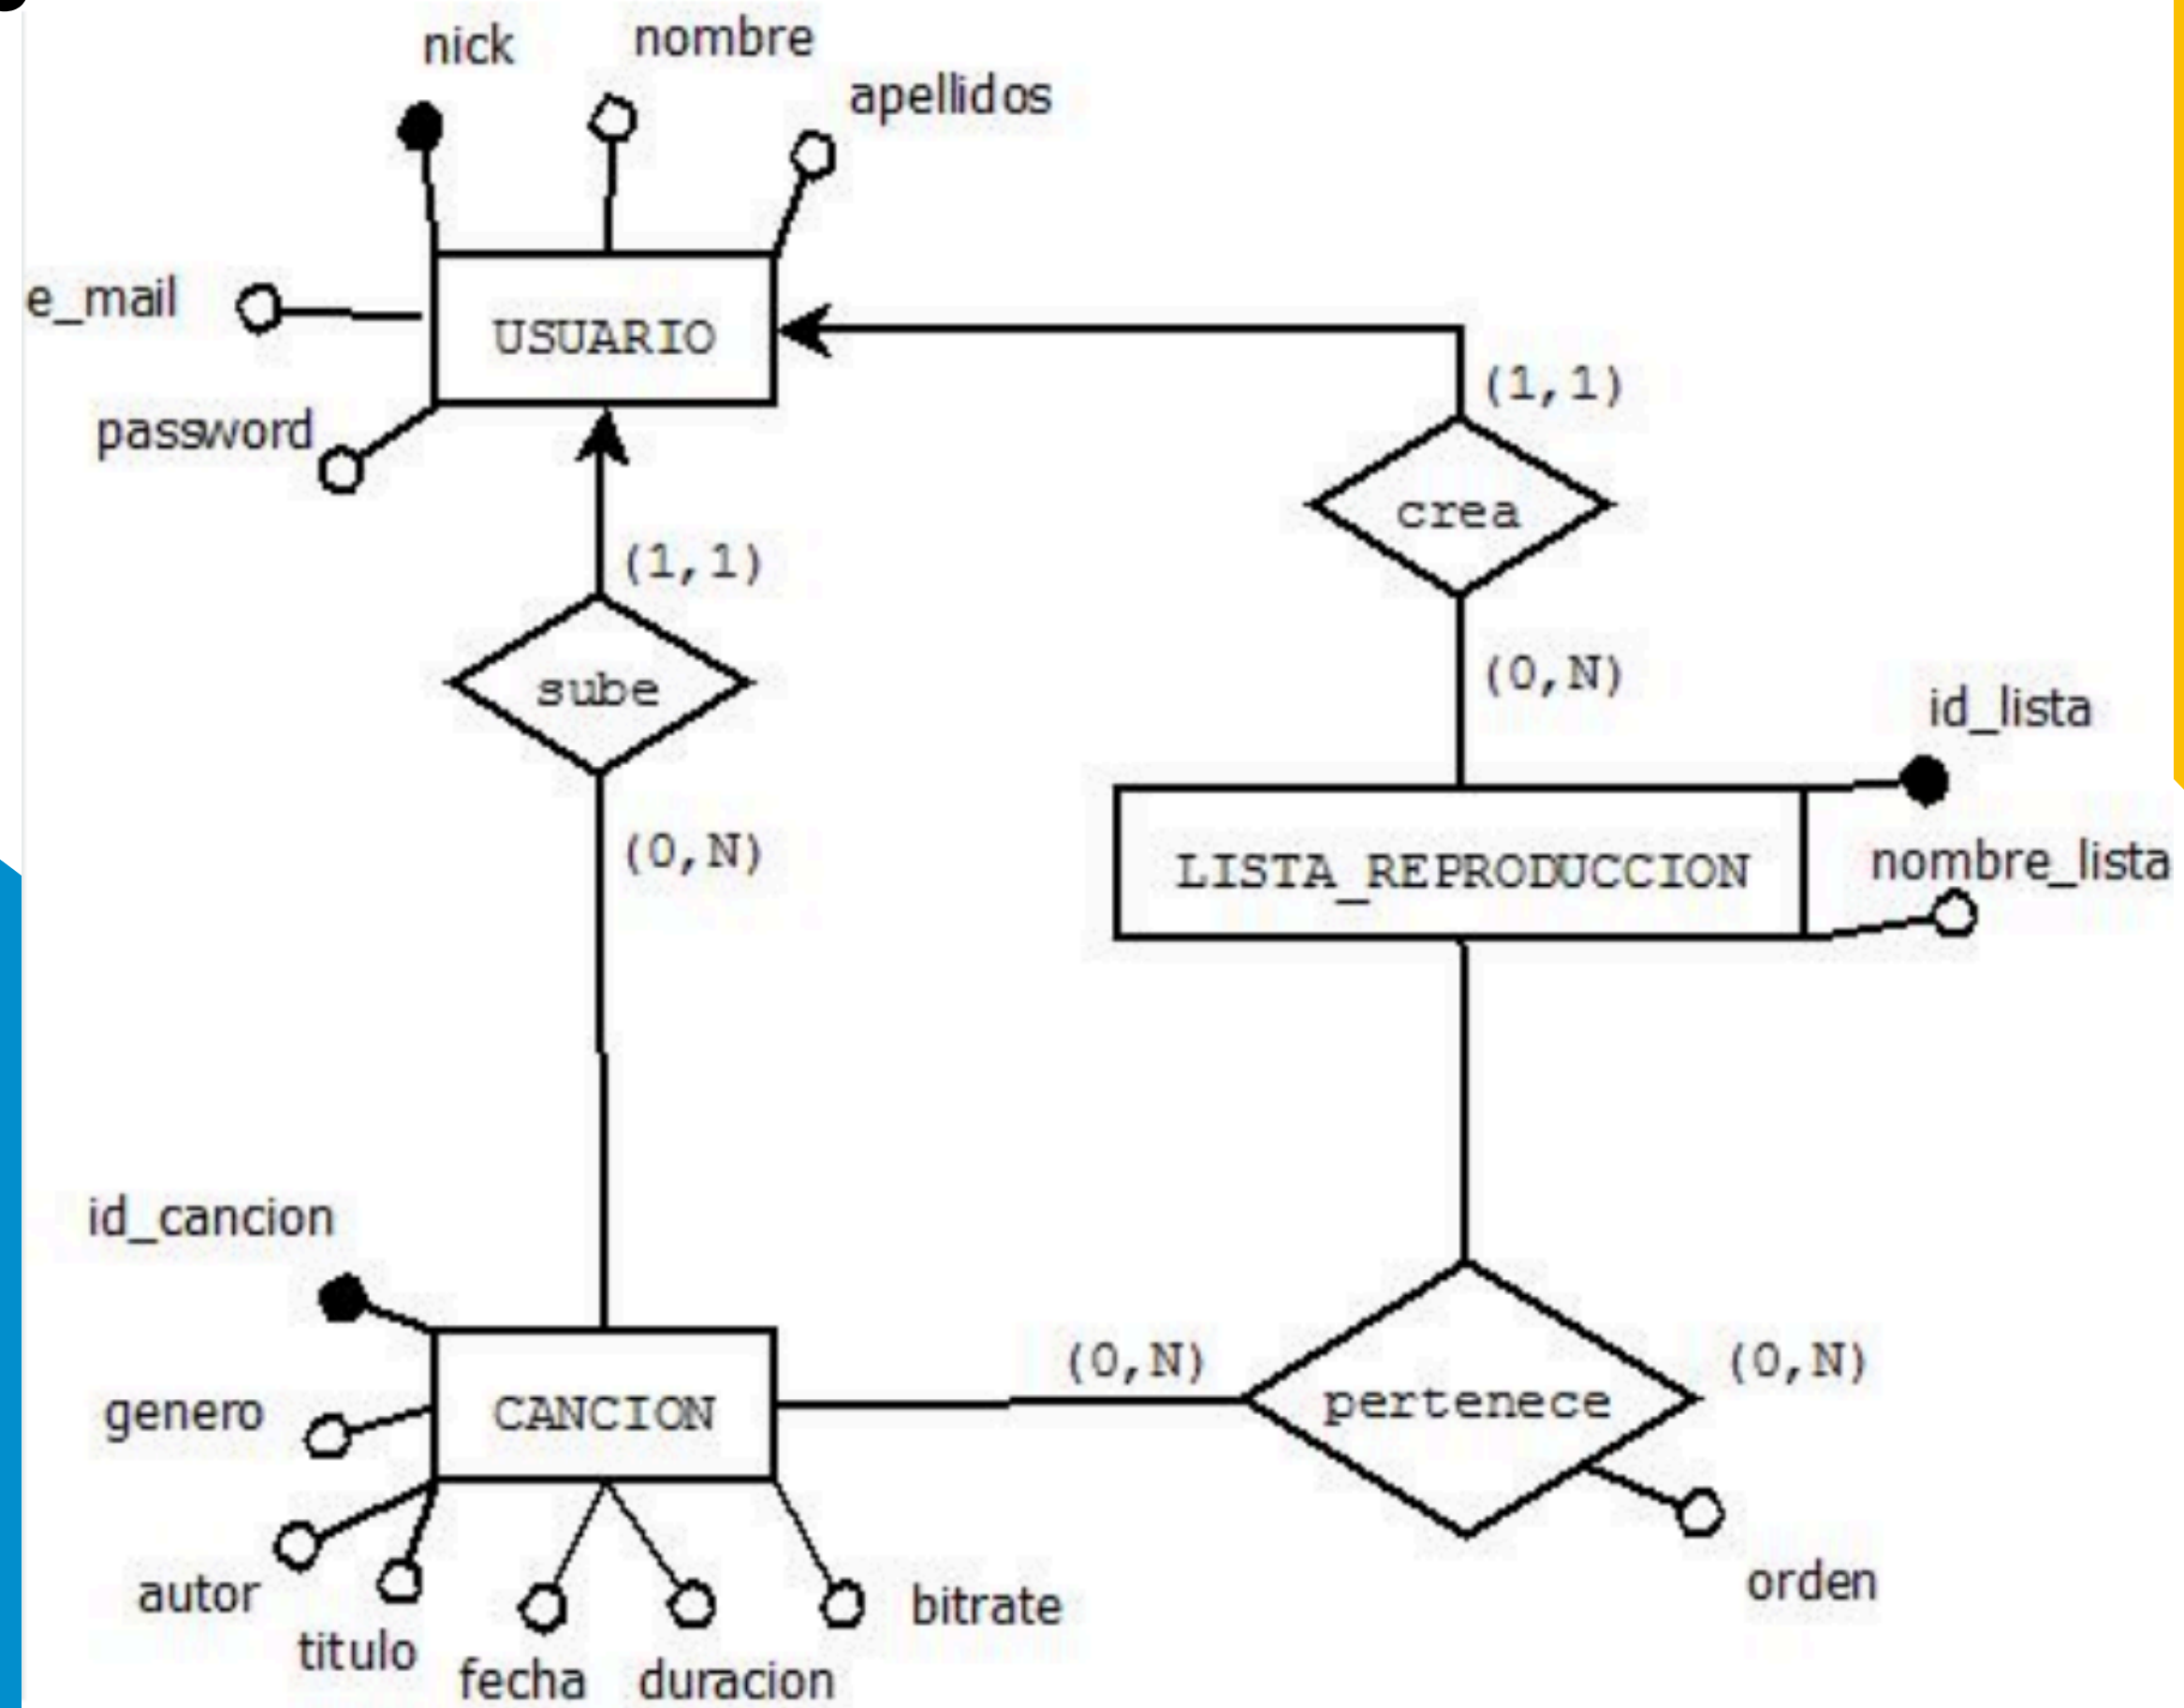 nick
nombre
apellidos
e_mail
USUARIO
password
(1,1)
crea
(1,1)
sube
(0,N)
id_lista
(0,N)
LISTA_REPRODUCCION
nombre_lista
id_cancion
(0,N)
(0,N)
genero
CANCION
pertenece
autor
titulo
fecha
duracion
bitrate
orden